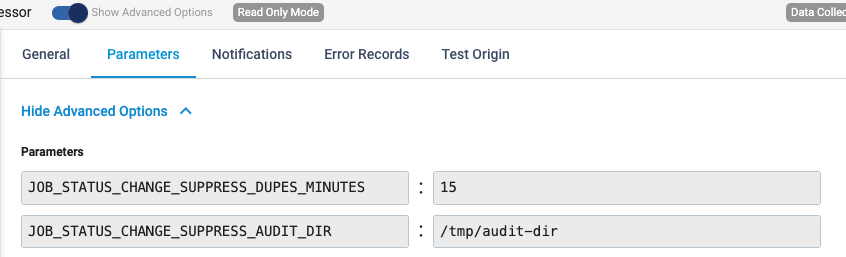 essor Show Advanced Options Read Only Mode Data Collec
General Parameters Notifications Error Records Test Origin
Hide Advanced Options
Parameters
JOB_STATUS_CHANGE_SUPPRESS_DUPES_MINUTES : 15
JOB_STATUS_CHANGE_SUPPRESS_AUDIT_DIR : /tmp/audit-dir